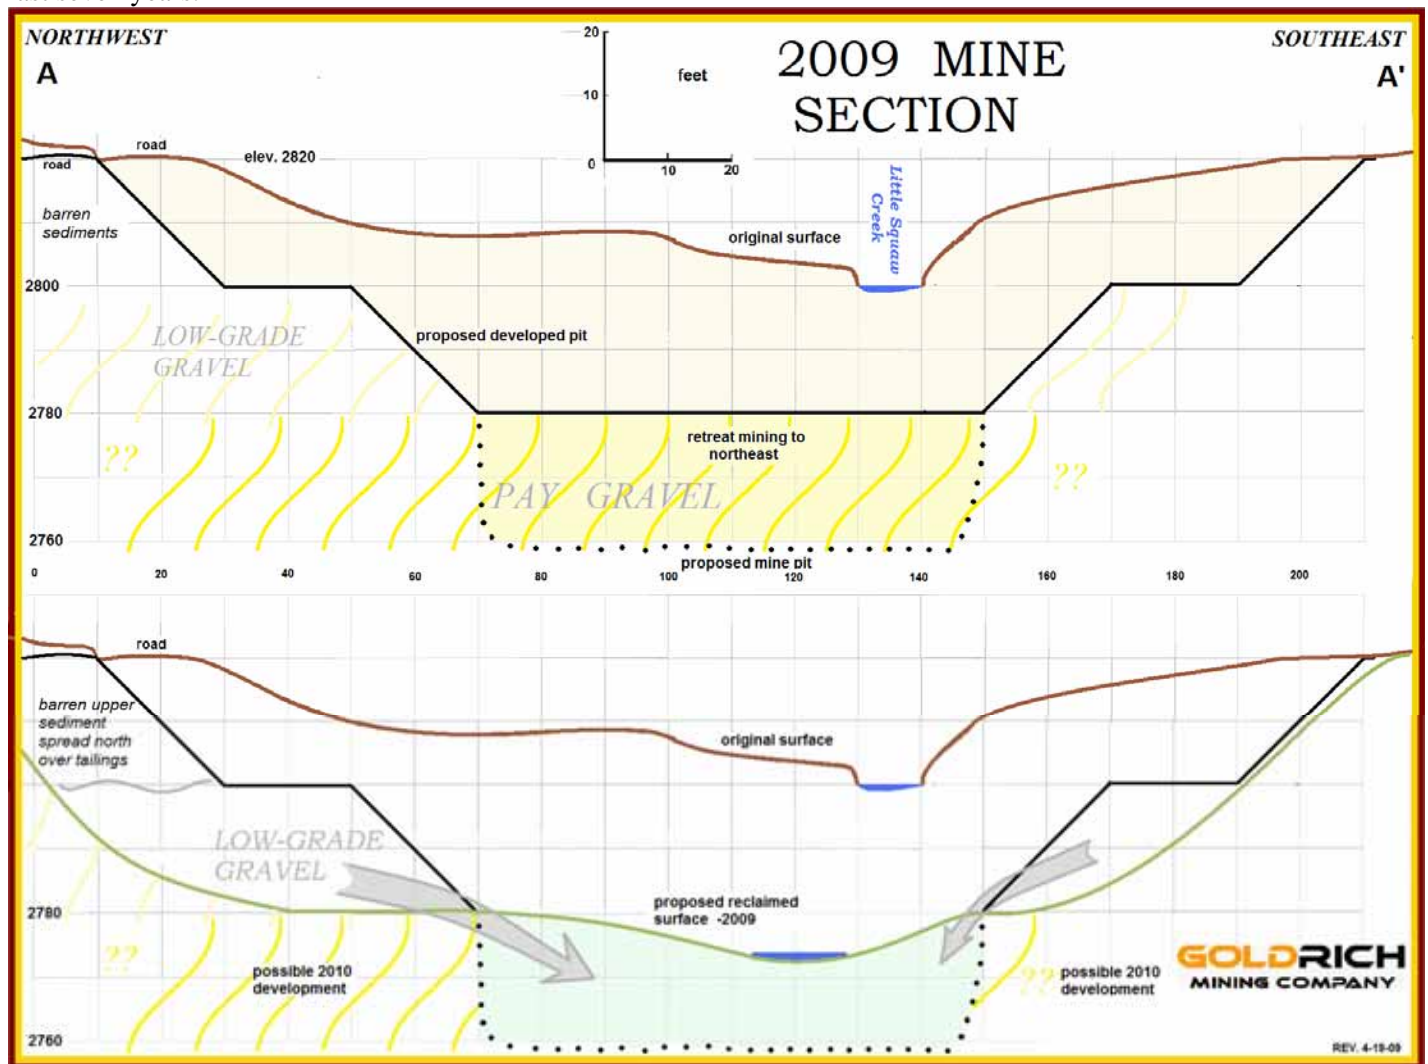 NORTHWEST
A
20
10
0
feet
10
20
2009 MINE
SECTION
SOUTHEAST
A'
road
road
elev. 2820
barren
sediments
original surface
Little Squaw
Creek
2800
LOW-GRADE
GRAVEL
proposed developed pit
2780
??
retreat mining to
northeast
PAY GRAVEL
??
2760
proposed mine pit
0
20
40
60
80
100
120
140
160
180
200
road
barren upper
sediment
spread north
over tailings
original surface
LOW-GRADE
GRAVEL
2780
proposed reclaimed
surface -2009
??
possible 2010
development
??
possible 2010
development
GOLDRICH
MINING COMPANY
2760
REV. 4-19-09